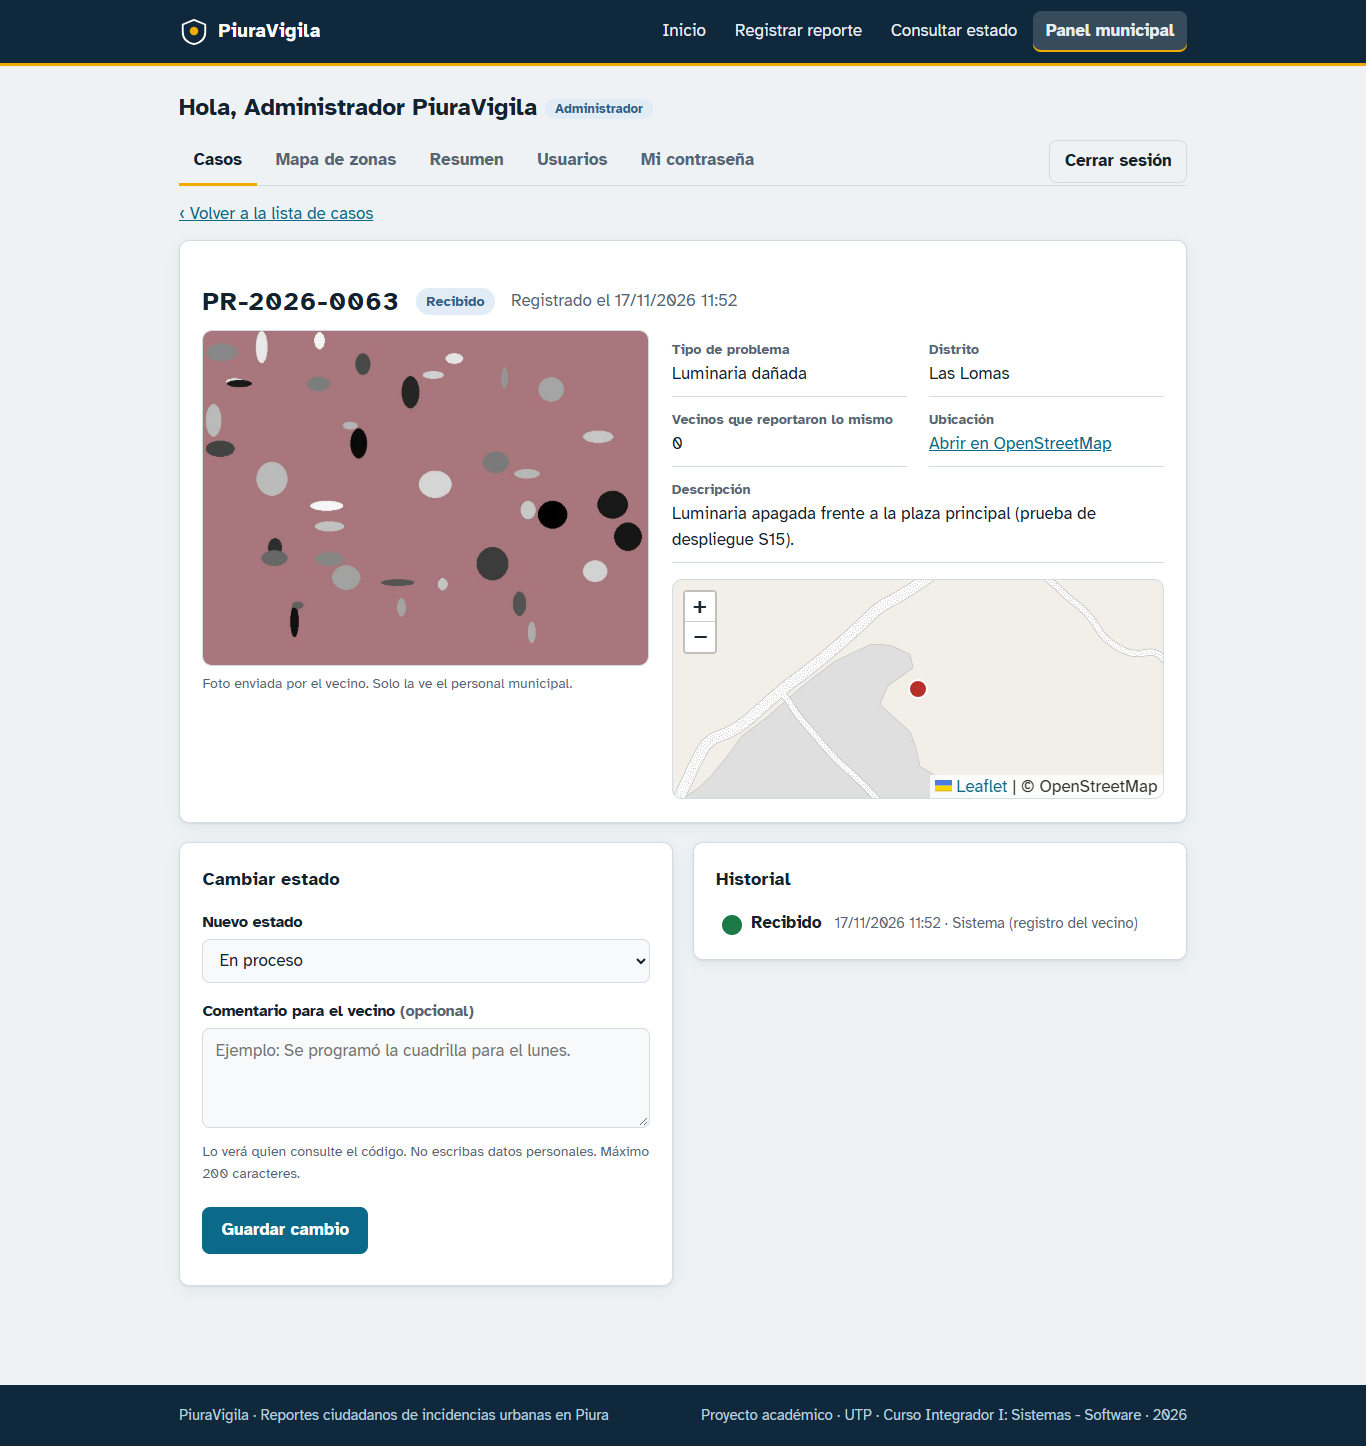 PiuraVigila
Inicio
Registrar reporte
Consultar estado
Panel municipal
Hola, Administrador PiuraVigila
Administrador
Casos
Mapa de zonas
Resumen
Usuarios
Mi contraseña
Cerrar sesión
‹ Volver a la lista de casos
PR-2026-0063
Recibido
Registrado el 17/11/2026 11:52
Foto enviada por el vecino. Solo la ve el personal municipal.
Tipo de problema
Luminaria dañada
Distrito
Las Lomas
Vecinos que reportaron lo mismo
0
Ubicación
Abrir en OpenStreetMap
Descripción
Luminaria apagada frente a la plaza principal (prueba de
despliegue S15).
+
−
Leaflet | © OpenStreetMap
Cambiar estado
Nuevo estado
En proceso
Comentario para el vecino (opcional)
Ejemplo: Se programó la cuadrilla para el lunes.
Lo verá quien consulte el código. No escribas datos personales. Máximo
200 caracteres.
Guardar cambio
Historial
Recibido
17/11/2026 11:52 · Sistema (registro del vecino)
PiuraVigila · Reportes ciudadanos de incidencias urbanas en Piura
Proyecto académico · UTP · Curso Integrador I: Sistemas - Software · 2026